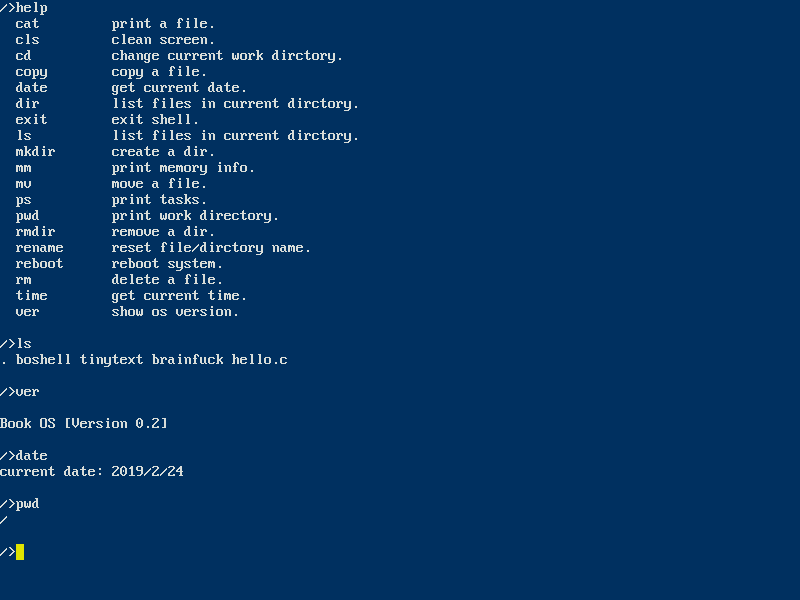 />help
  cat         print a file.
  cls         clean screen.
  cd          change current work dirctory.
  copy        copy a file.
  date        get current date.
  dir         list files in current dirctory.
  exit        exit shell.
  ls          list files in current dirctory.
  mkdir       create a dir.
  mm          print memory info.
  mv          move a file.
  ps          print tasks.
  pwd         print work directory.
  rmdir       remove a dir.
  rename      reset file/dirctory name.
  reboot      reboot system.
  rm          delete a file.
  time        get current time.
  ver         show os version.

/>ls
. boshell tinytext brainfuck hello.c

/>ver

Book OS [Version 0.2]

/>date
current date: 2019/2/24

/>pwd
/

/>